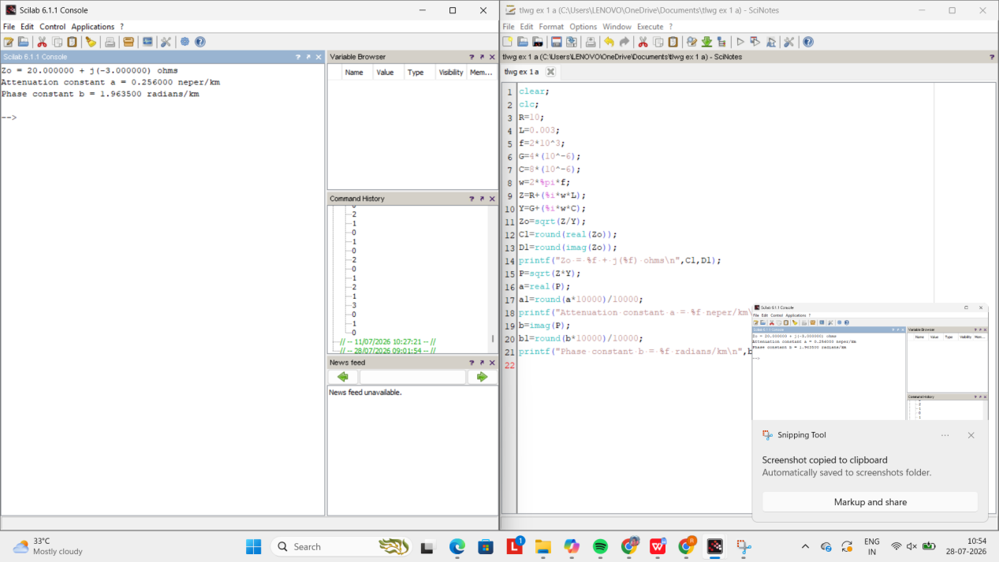 Scilab 6.1.1 Console
File Edit Control Applications ?
Scilab 6.1.1 Console
Zo = 20.000000 + j(-3.000000) ohms
Attenuation constant a = 0.256000 neper/km
Phase constant b = 1.963500 radians/km
-->
Variable Browser
Name Value Type Visibility Mem...
Command History
0
2
1
0
1
0
2
0
1
2
1
3
0
1
0
// -- 11/07/2026 10:27:21 -- //
// -- 28/07/2026 09:01:54 -- //
News feed
News feed unavailable.
tlwg ex 1 a (C:\Users\LENOVO\OneDrive\Documents\tlwg ex 1 a) - SciNotes
File Edit Format Options Window Execute ?
tlwg ex 1 a (C:\Users\LENOVO\OneDrive\Documents\tlwg ex 1 a) - SciNotes
tlwg ex 1 a
1 clear;
2 clc;
3 R=10;
4 L=0.003;
5 f=2*10^3;
6 G=4*(10^-6);
7 C=8*(10^-6);
8 w=2*%pi*f;
9 Z=R+(%i*w*L);
10 Y=G+(%i*w*C);
11 Zo=sqrt(Z/Y);
12 C1=round(real(Zo));
13 D1=round(imag(Zo));
14 printf("Zo = %f + j(%f) ohms\n",C1,D1);
15 P=sqrt(Z*Y);
16 a=real(P);
17 a1=round(a*10000)/10000;
18 printf("Attenuation constant a = %f neper/km\
19 b=imag(P);
20 b1=round(b*10000)/10000;
21 printf("Phase constant b = %f radians/km\n",b
22
Scilab 6.1.1 Console
File Edit Control Applications ?
Scilab 6.1.1 Console
Zo = 20.000000 + j(-3.000000) ohms
Attenuation constant a = 0.256000 neper/km
Phase constant b = 1.963500 radians/km
-->
Variable Browser
Name Value Type Visibility Mem...
Command History
2
1
0
1
Snipping Tool
Screenshot copied to clipboard
Automatically saved to screenshots folder.
Markup and share
33°C
Mostly cloudy
Search
L 1
ENG
IN
10:54
28-07-2026